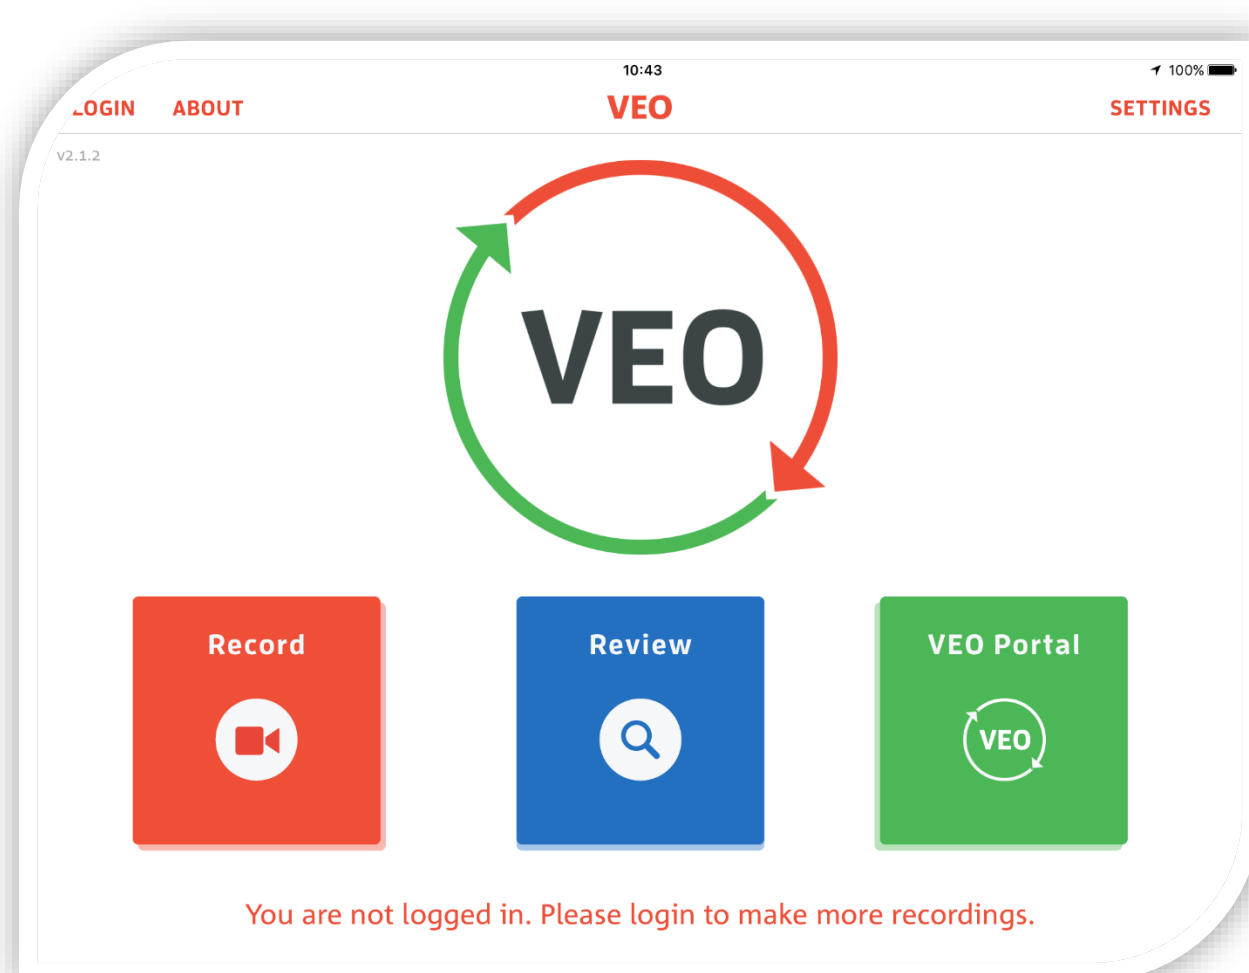 10:43
100%
LOGIN ABOUT VEO SETTINGS
v2.1.2
VEO
Record Review VEO Portal
VEO
You are not logged in. Please login to make more recordings.